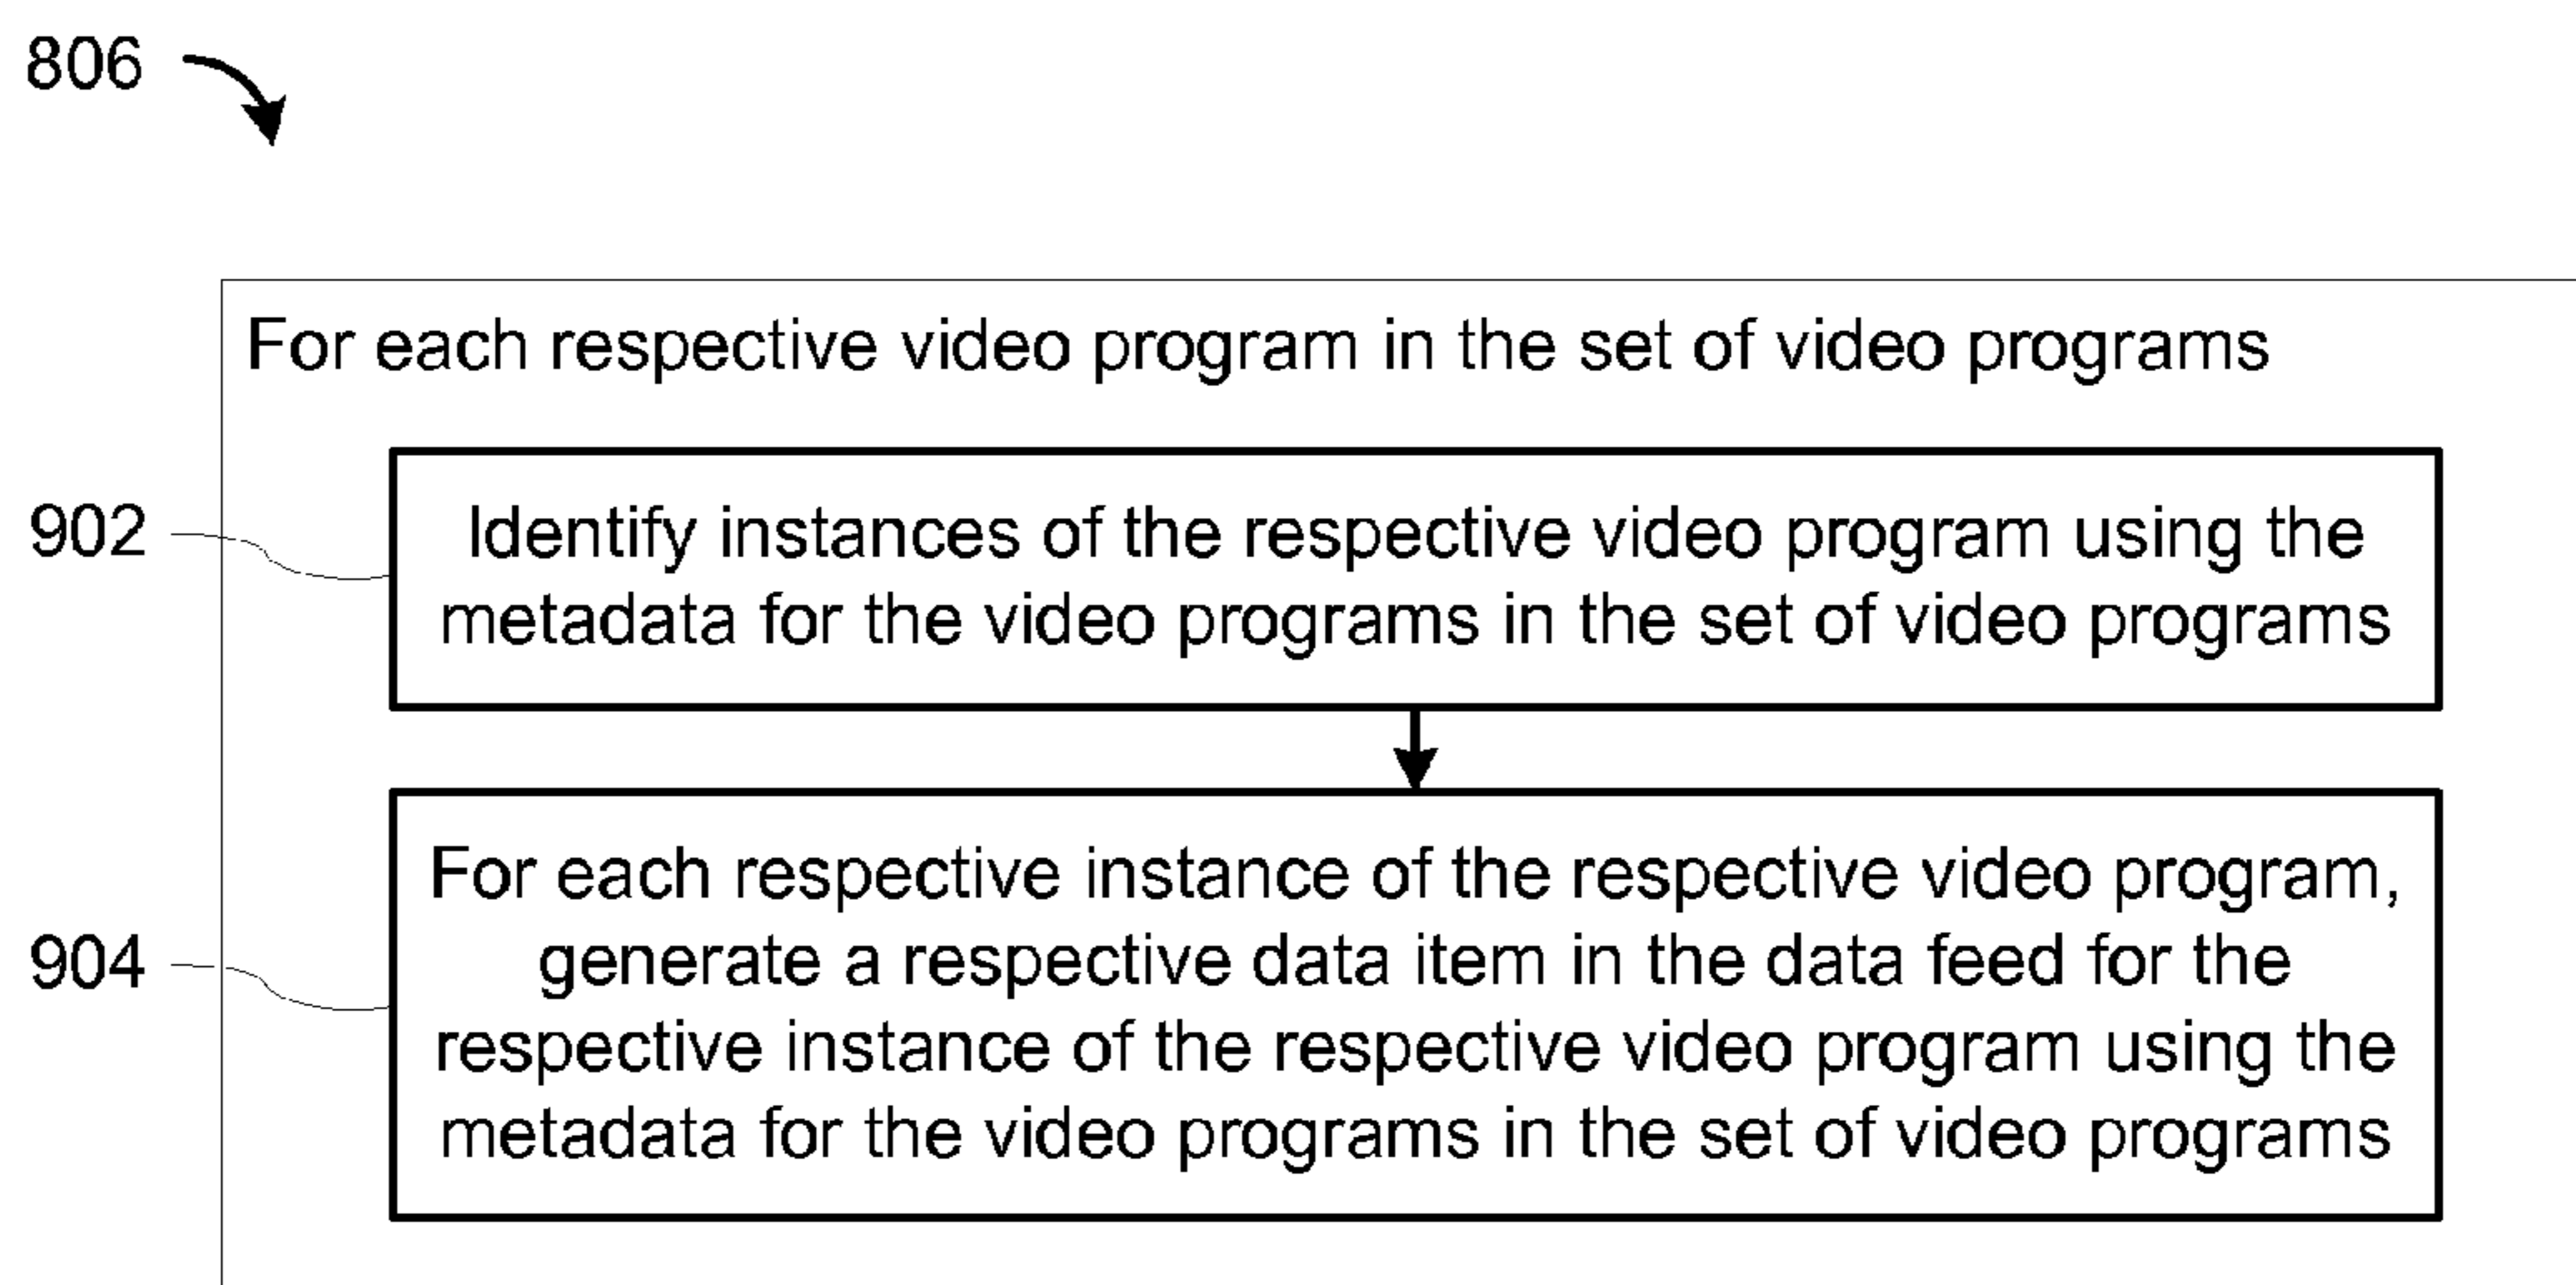 806
For each respective video program in the set of video programs
902
Identify instances of the respective video program using the
metadata for the video programs in the set of video programs
904
For each respective instance of the respective video program,
generate a respective data item in the data feed for the
respective instance of the respective video program using the
metadata for the video programs in the set of video programs